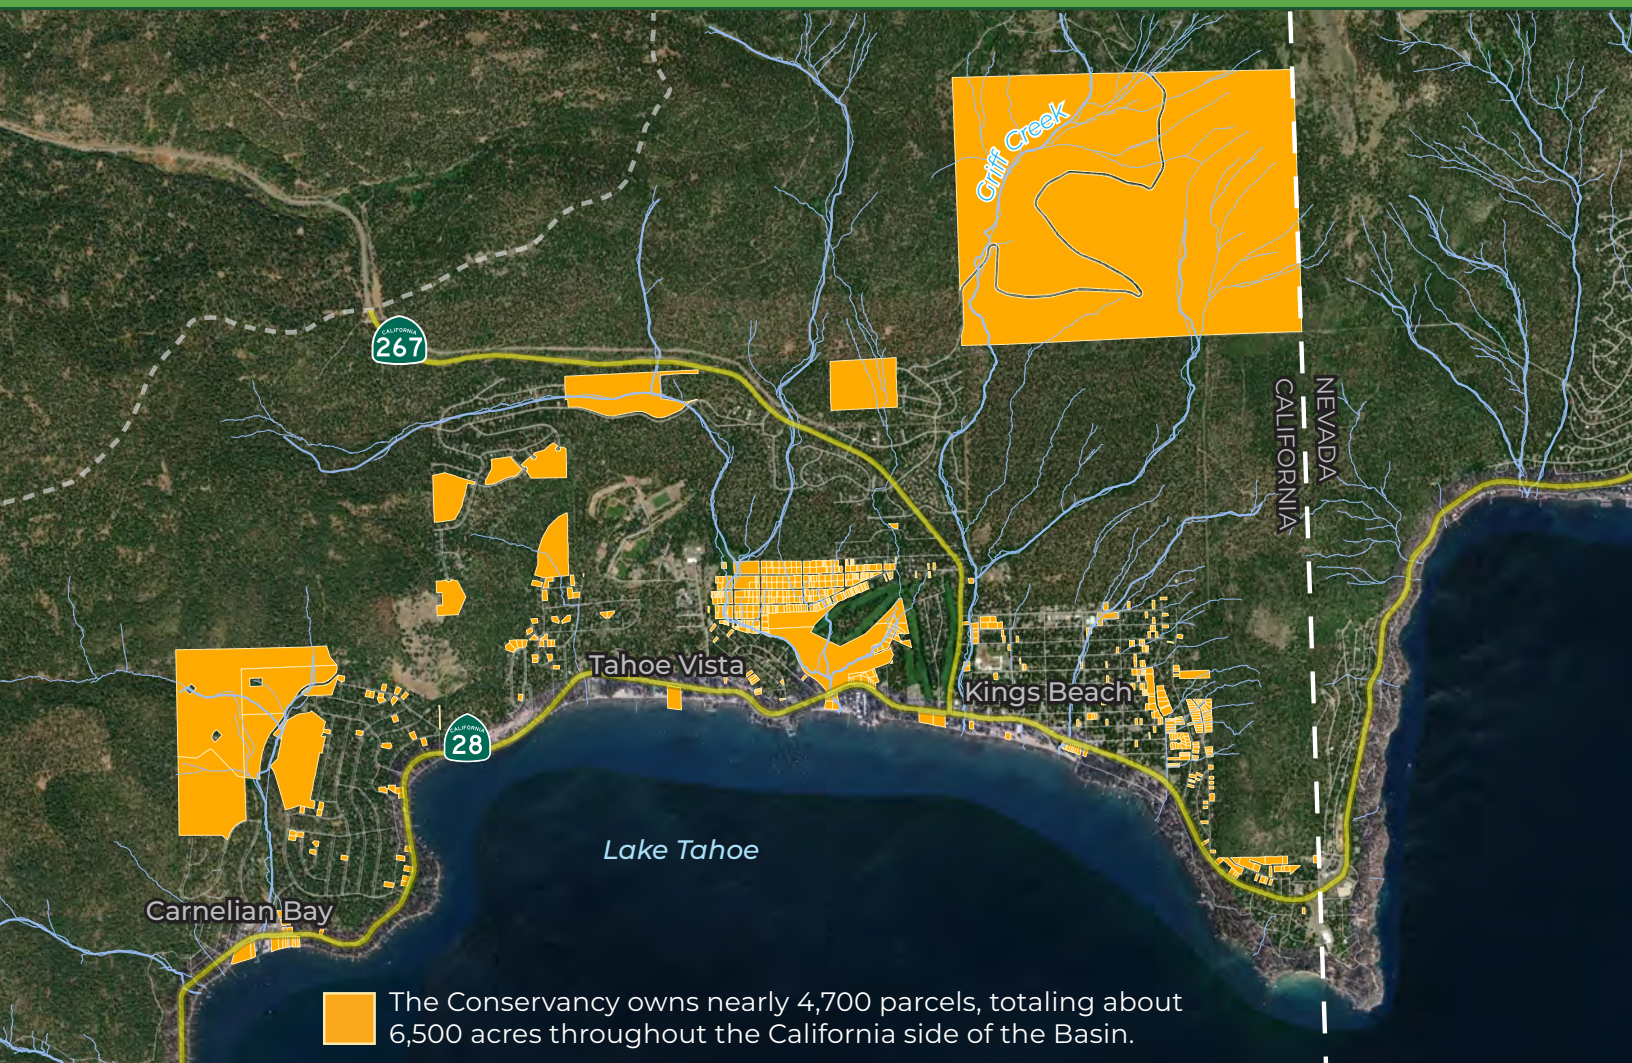 Griff Creek
CALIFORNIA
267
NEVADA
CALIFORNIA
Tahoe Vista
Kings Beach
CALIFORNIA
28
Lake Tahoe
Carnelian Bay
The Conservancy owns nearly 4,700 parcels, totaling about
6,500 acres throughout the California side of the Basin.